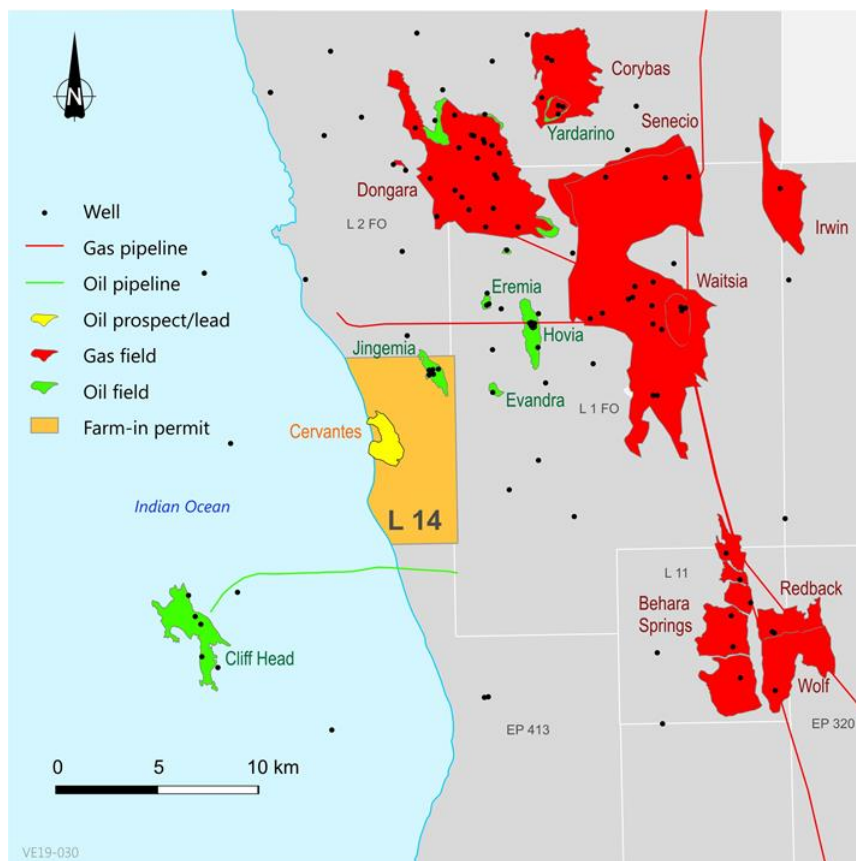 Corybas
N
Yardarino
Senecio
Dongara
L 2 FO
Irwin
Well
Gas pipeline
Oil pipeline
Oil prospect/lead
Gas field
Oil field
Farm-in permit
Waitsia
Eremia
Hovia
Jingemia
Evandra
L 1 FO
Cervantes
Indian Ocean
L 14
L 11
Redback
Behara
Springs
Cliff Head
Wolf
EP 413
EP 320
0 5 10 km
VE19-030